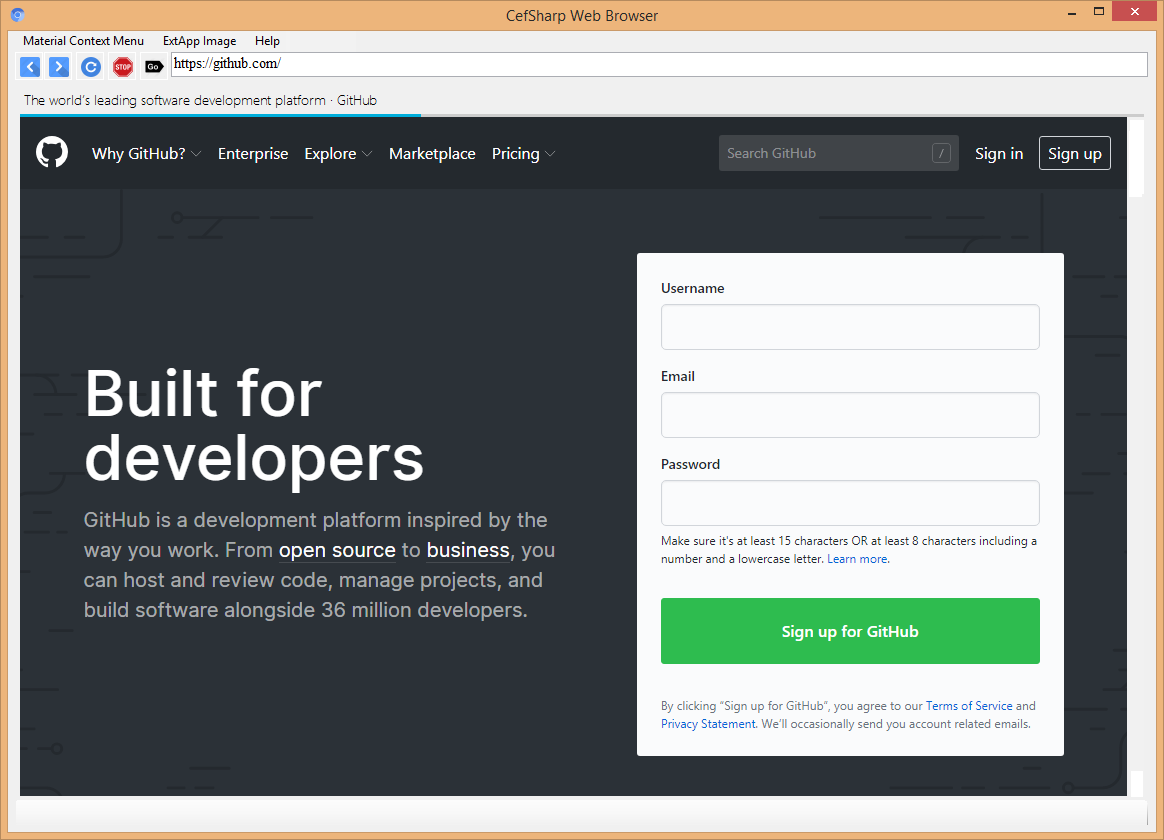 CefSharp Web Browser
Material Context Menu ExtApp Image Help
STOP Go https://github.com/
The world's leading software development platform · GitHub
Why GitHub? Enterprise Explore Marketplace Pricing Search GitHub / Sign in Sign up
Username
Email
Built for
developers
Password
GitHub is a development platform inspired by the
way you work. From open source to business, you
can host and review code, manage projects, and
build software alongside 36 million developers.
Make sure it's at least 15 characters OR at least 8 characters including a
number and a lowercase letter. Learn more.
Sign up for GitHub
By clicking “Sign up for GitHub”, you agree to our Terms of Service and
Privacy Statement. We'll occasionally send you account related emails.